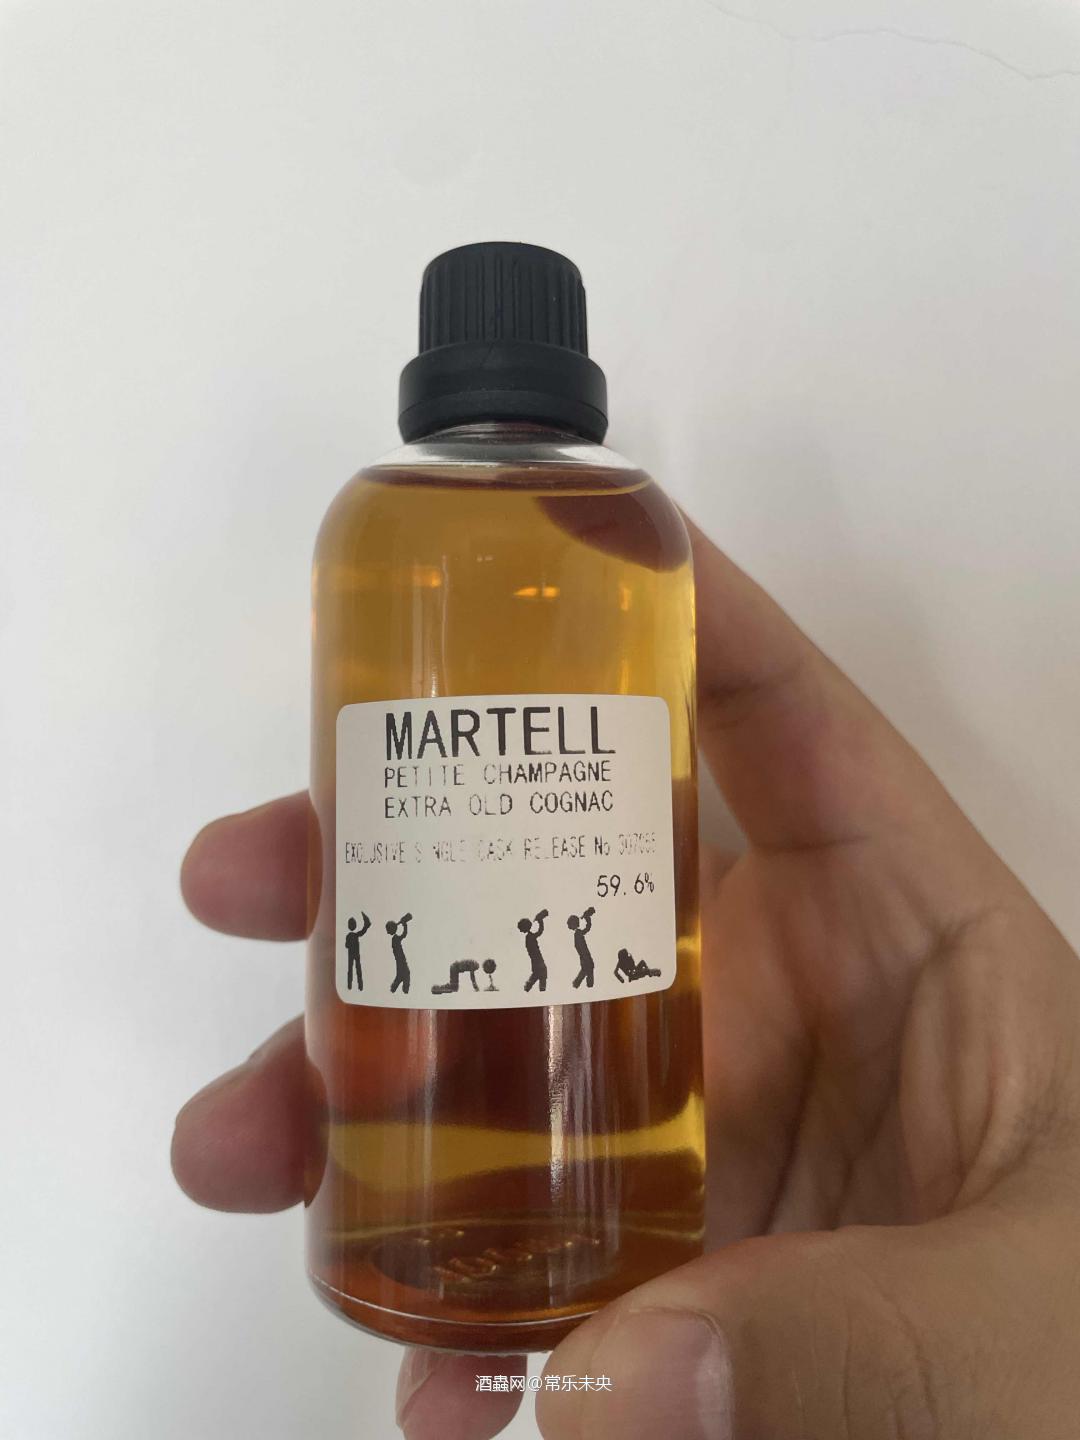 MARTELL
PETITE CHAMPAGNE
EXTRA OLD COGNAC
EXCLUSIVE SINGLE CASK RELEASE No
59.6%
酒蟲网@常乐未央